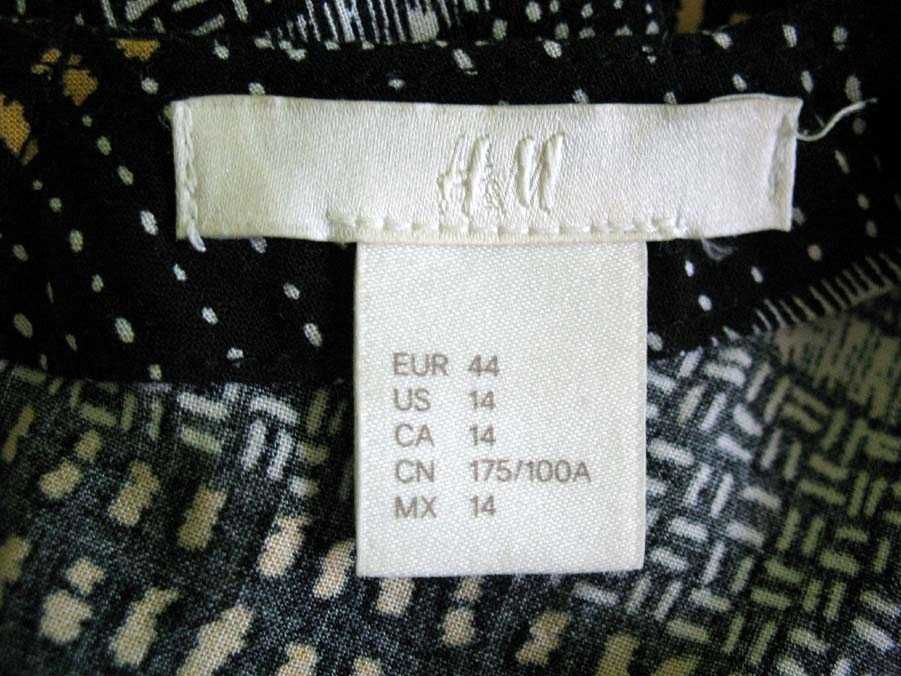 H&M
EUR 44
US 14
CA 14
CN 175/100A
MX 14